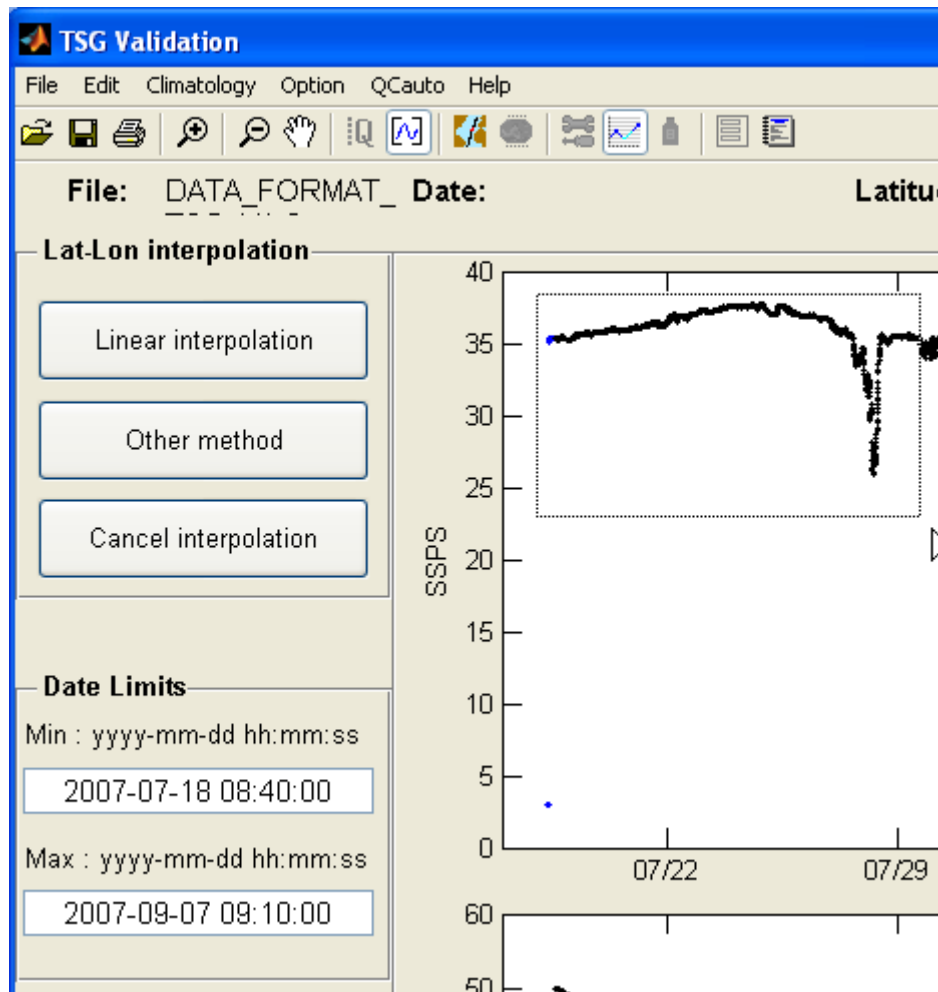 TSG Validation
File Edit Climatology Option QCauto Help
File: DATA_FORMAT_ Date: Latitu
Lat-Lon interpolation
Linear interpolation
Other method
Cancel interpolation
Date Limits
Min : yyyy-mm-dd hh:mm:ss
2007-07-18 08:40:00
Max : yyyy-mm-dd hh:mm:ss
2007-09-07 09:10:00
SSPS
40
35
30
25
20
15
10
5
0
07/22 07/29
60
50